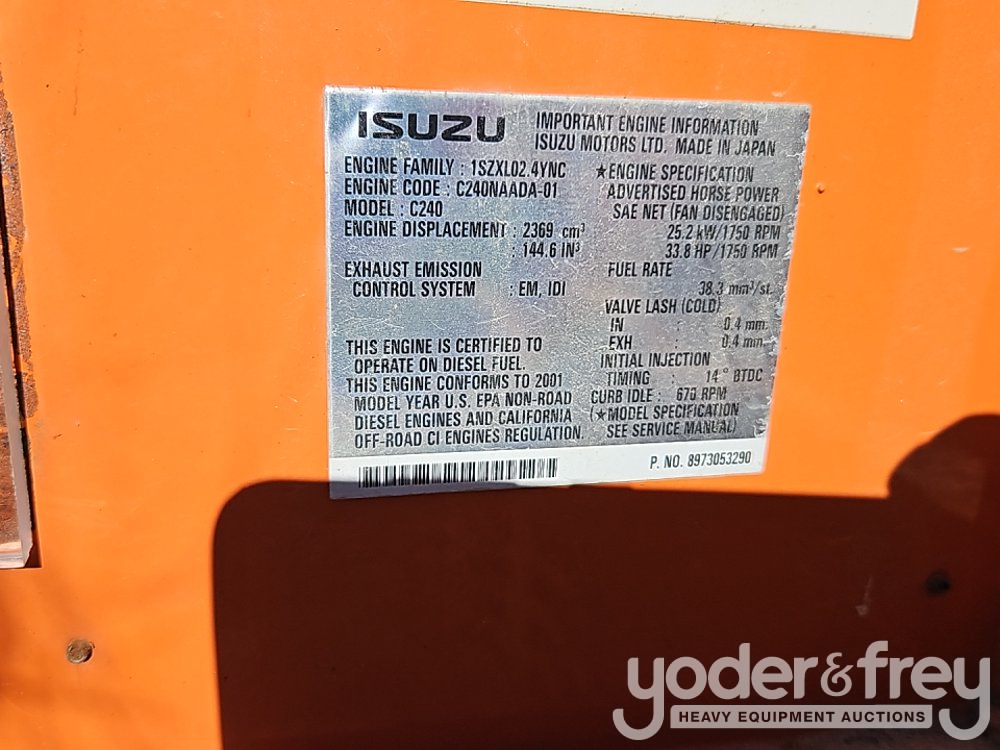 ISUZU
IMPORTANT ENGINE INFORMATION
ISUZU MOTORS LTD. MADE IN JAPAN
ENGINE FAMILY : 1SZXL02.4YNC
ENGINE CODE : C240NAADA-01
MODEL : C240
ENGINE DISPLACEMENT : 2369 cm³
: 144.6 IN³
EXHAUST EMISSION
CONTROL SYSTEM : EM, IDI
THIS ENGINE IS CERTIFIED TO
OPERATE ON DIESEL FUEL.
THIS ENGINE CONFORMS TO 2001
MODEL YEAR U.S. EPA NON-ROAD
DIESEL ENGINES AND CALIFORNIA
OFF-ROAD CI ENGINES REGULATION.
★ENGINE SPECIFICATION
ADVERTISED HORSE POWER
SAE NET (FAN DISENGAGED)
25.2 kW/1750 RPM
33.8 HP/1750 RPM
FUEL RATE
38.3 mm³/st.
VALVE LASH (COLD)
IN : 0.4 mm
EXH : 0.4 mm
INITIAL INJECTION
TIMING : 14° BTDC
CURB IDLE : 675 RPM
(★MODEL SPECIFICATION
SEE SERVICE MANUAL)
P. NO. 8973053290
yoder&frey
HEAVY EQUIPMENT AUCTIONS